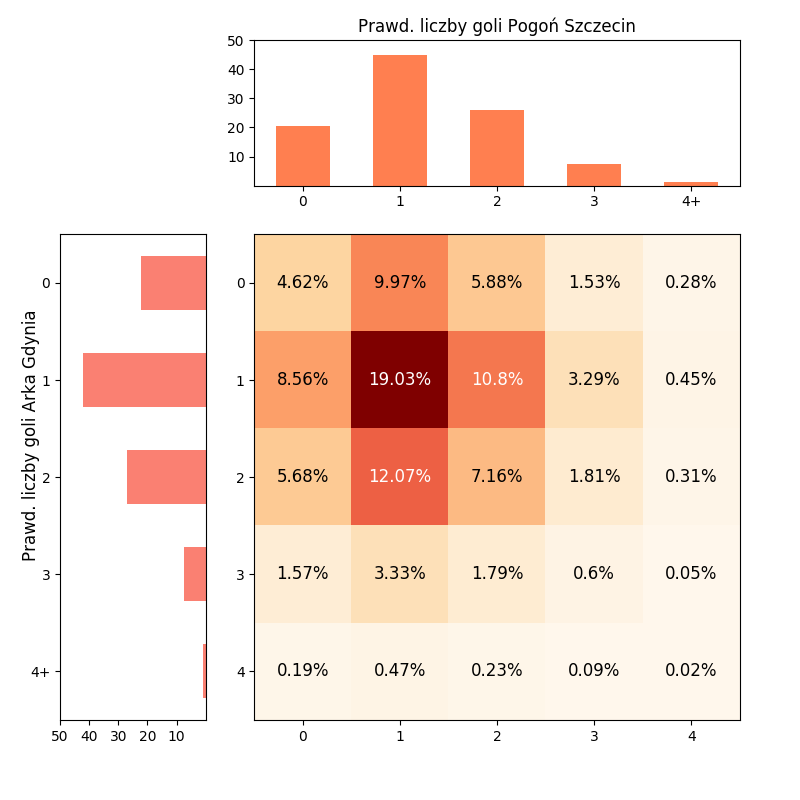 Prawd. liczby goli Pogoń Szczecin
50
40
30
20
10
0 1 2 3 4+
Prawd. liczby goli Arka Gdynia
0
1
2
3
4+
50 40 30 20 10
0 4.62% 9.97% 5.88% 1.53% 0.28%
1 8.56% 19.03% 10.8% 3.29% 0.45%
2 5.68% 12.07% 7.16% 1.81% 0.31%
3 1.57% 3.33% 1.79% 0.6% 0.05%
4 0.19% 0.47% 0.23% 0.09% 0.02%
0 1 2 3 4